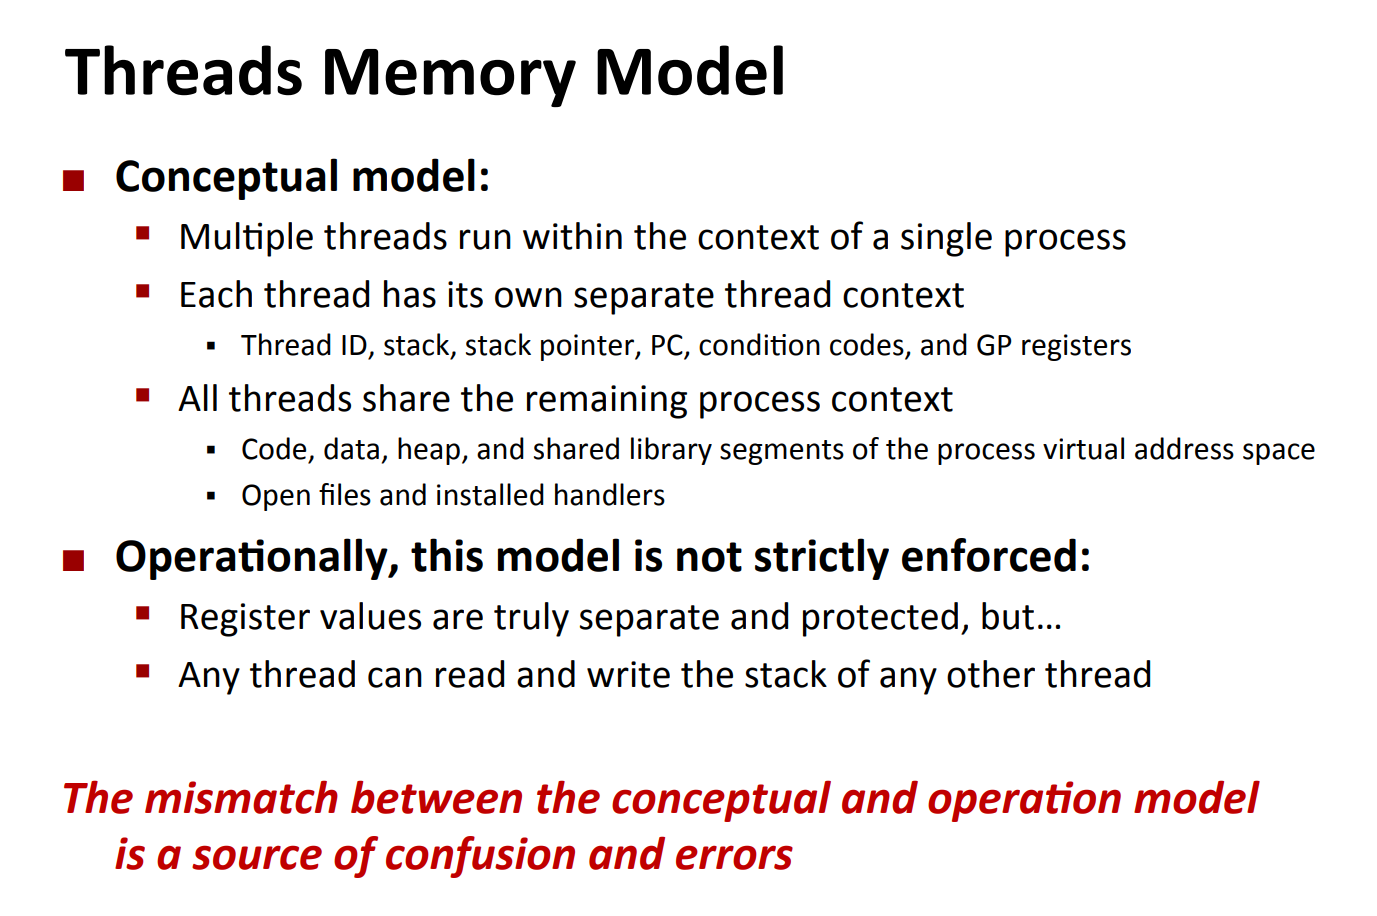 Threads Memory Model
Conceptual model:
Multiple threads run within the context of a single process
Each thread has its own separate thread context
Thread ID, stack, stack pointer, PC, condition codes, and GP registers
All threads share the remaining process context
Code, data, heap, and shared library segments of the process virtual address space
Open files and installed handlers
Operationally, this model is not strictly enforced:
Register values are truly separate and protected, but…
Any thread can read and write the stack of any other thread
The mismatch between the conceptual and operation model
is a source of confusion and errors